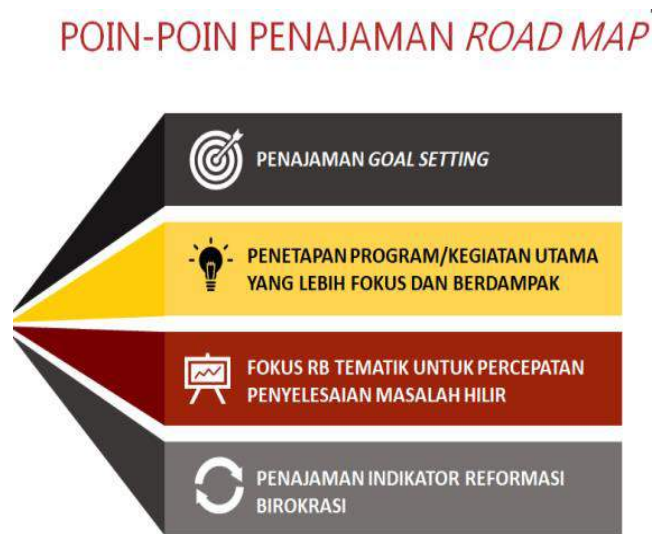 POIN-POIN PENAJAMAN ROAD MAP
PENAJAMAN GOAL SETTING
PENETAPAN PROGRAM/KEGIATAN UTAMA
YANG LEBIH FOKUS DAN BERDAMPAK
FOKUS RB TEMATIK UNTUK PERCEPATAN
PENYELESAIAN MASALAH HILIR
PENAJAMAN INDIKATOR REFORMASI
BIROKRASI